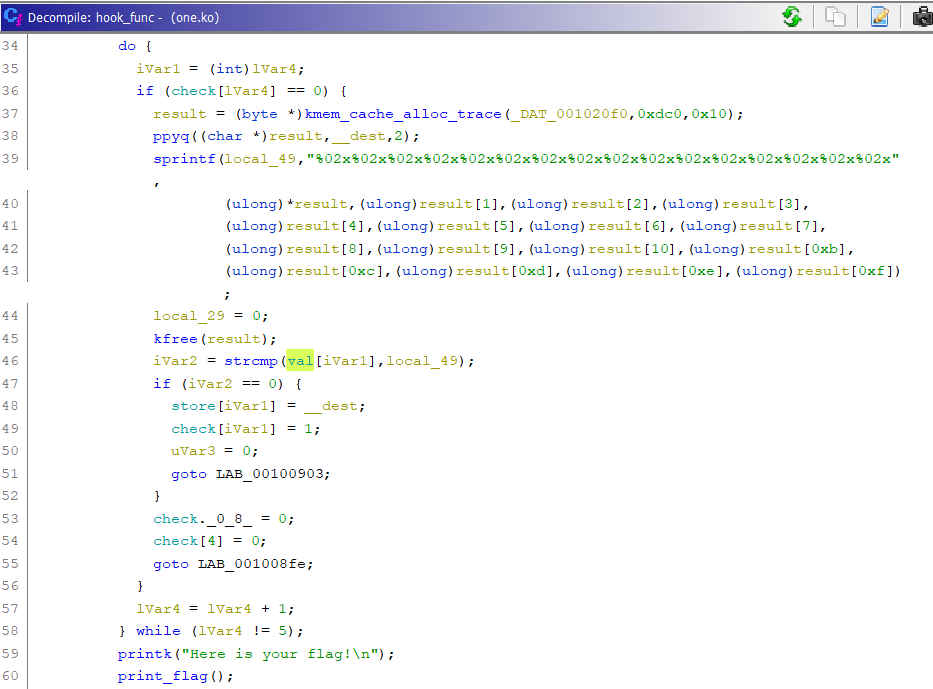 Decompile: hook_func - (one.ko)
34 do {
35 iVar1 = (int)lVar4;
36 if (check[lVar4] == 0) {
37 result = (byte *)kmem_cache_alloc_trace(_DAT_001020f0,0xdc0,0x10);
38 ppyq((char *)result,__dest,2);
39 sprintf(local_49,"%02x%02x%02x%02x%02x%02x%02x%02x%02x%02x%02x%02x%02x%02x%02x%02x"
,
40 (ulong)*result,(ulong)result[1],(ulong)result[2],(ulong)result[3],
41 (ulong)result[4],(ulong)result[5],(ulong)result[6],(ulong)result[7],
42 (ulong)result[8],(ulong)result[9],(ulong)result[10],(ulong)result[0xb],
43 (ulong)result[0xc],(ulong)result[0xd],(ulong)result[0xe],(ulong)result[0xf])
;
44 local_29 = 0;
45 kfree(result);
46 iVar2 = strcmp(val[iVar1],local_49);
47 if (iVar2 == 0) {
48 store[iVar1] = __dest;
49 check[iVar1] = 1;
50 uVar3 = 0;
51 goto LAB_00100903;
52 }
53 check._0_8_ = 0;
54 check[4] = 0;
55 goto LAB_001008fe;
56 }
57 lVar4 = lVar4 + 1;
58 } while (lVar4 != 5);
59 printk("Here is your flag!\n");
60 print_flag();